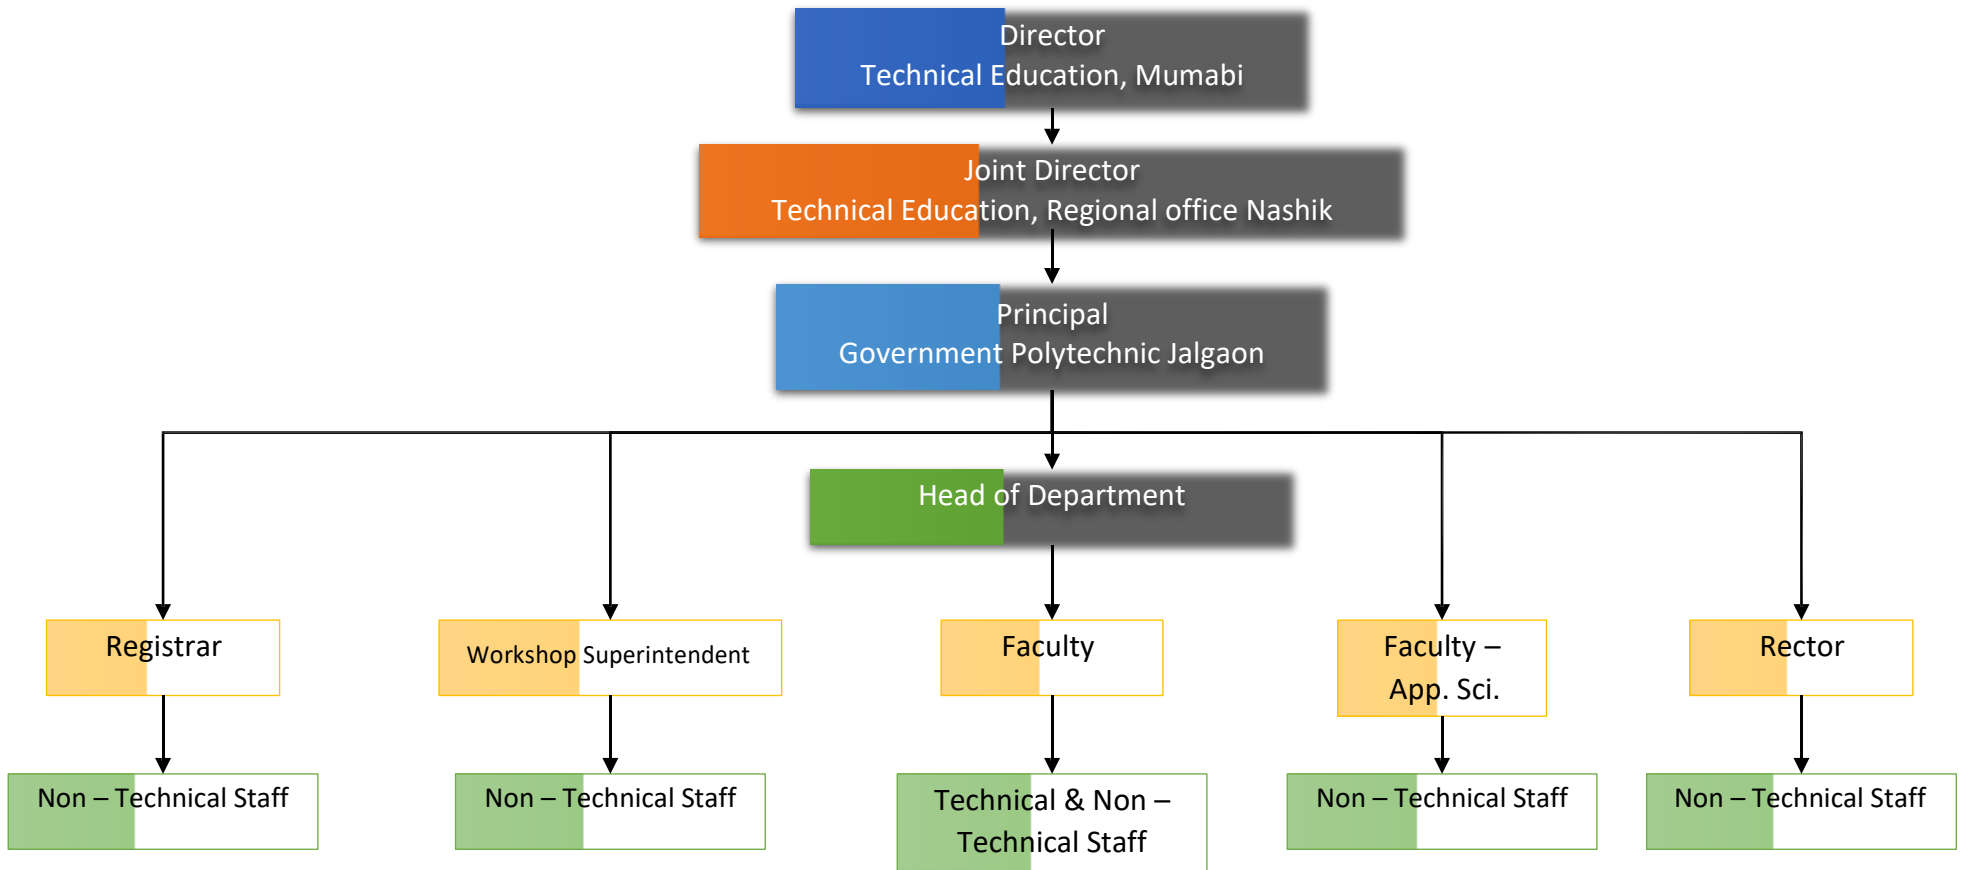 Director
Technical Education, Mumabi
Joint Director
Technical Education, Regional office Nashik
Principal
Government Polytechnic Jalgaon
Head of Department
Registrar
Workshop Superintendent
Faculty
Faculty –
App. Sci.
Rector
Non – Technical Staff
Non – Technical Staff
Technical & Non –
Technical Staff
Non – Technical Staff
Non – Technical Staff